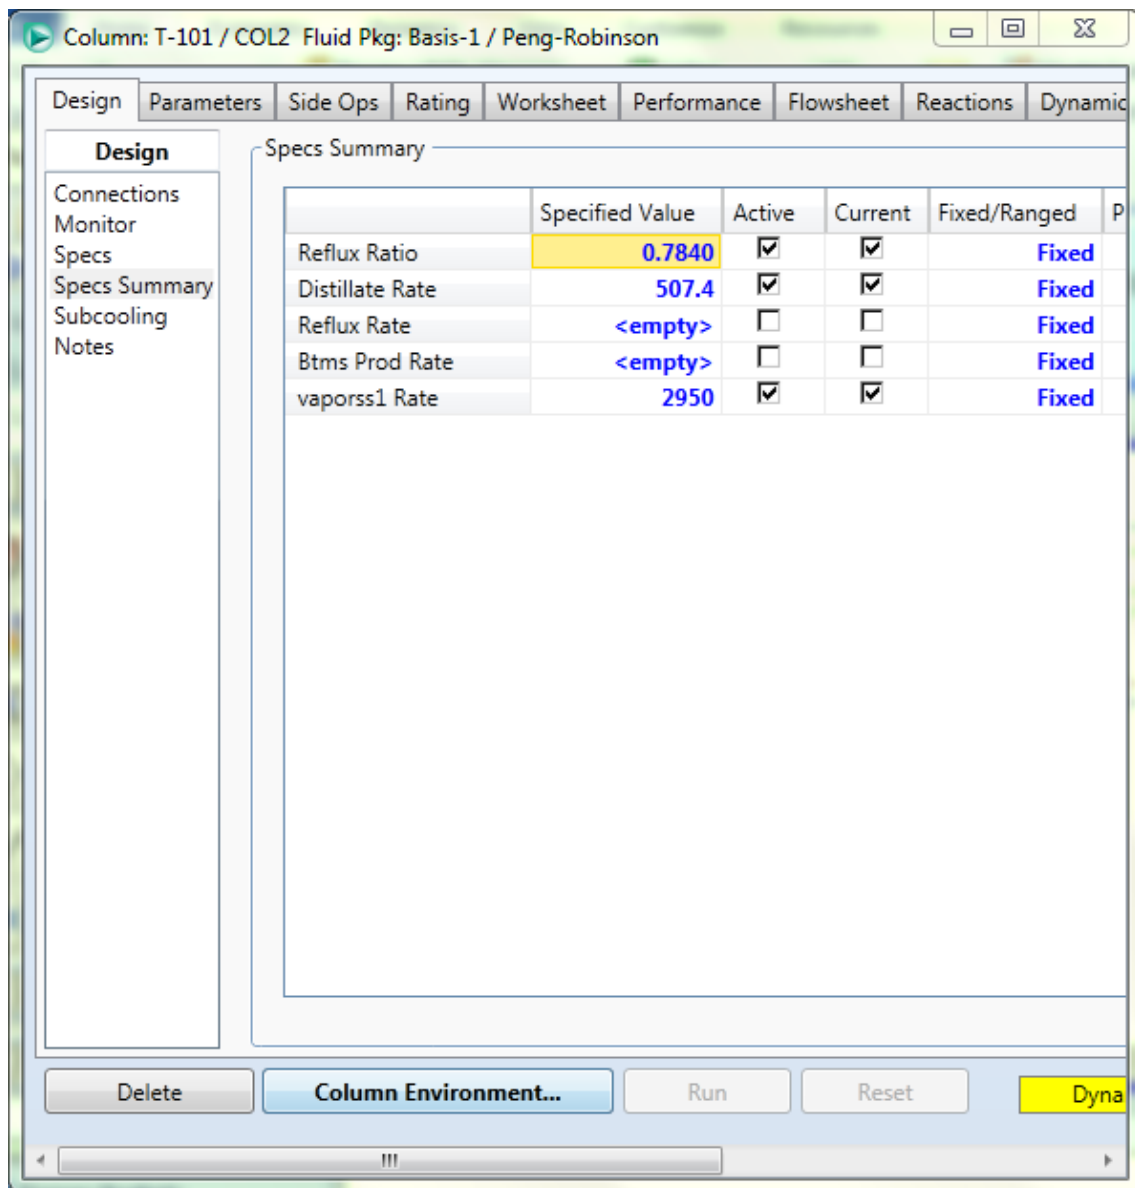 Column: T-101 / COL2 Fluid Pkg: Basis-1 / Peng-Robinson
Design Parameters Side Ops Rating Worksheet Performance Flowsheet Reactions Dynamic
Design
Connections
Monitor
Specs
Specs Summary
Subcooling
Notes
Specs Summary
Specified Value Active Current Fixed/Ranged P
Reflux Ratio 0.7840 Fixed
Distillate Rate 507.4 Fixed
Reflux Rate <empty> Fixed
Btms Prod Rate <empty> Fixed
vaporss1 Rate 2950 Fixed
Delete Column Environment... Run Reset Dyna